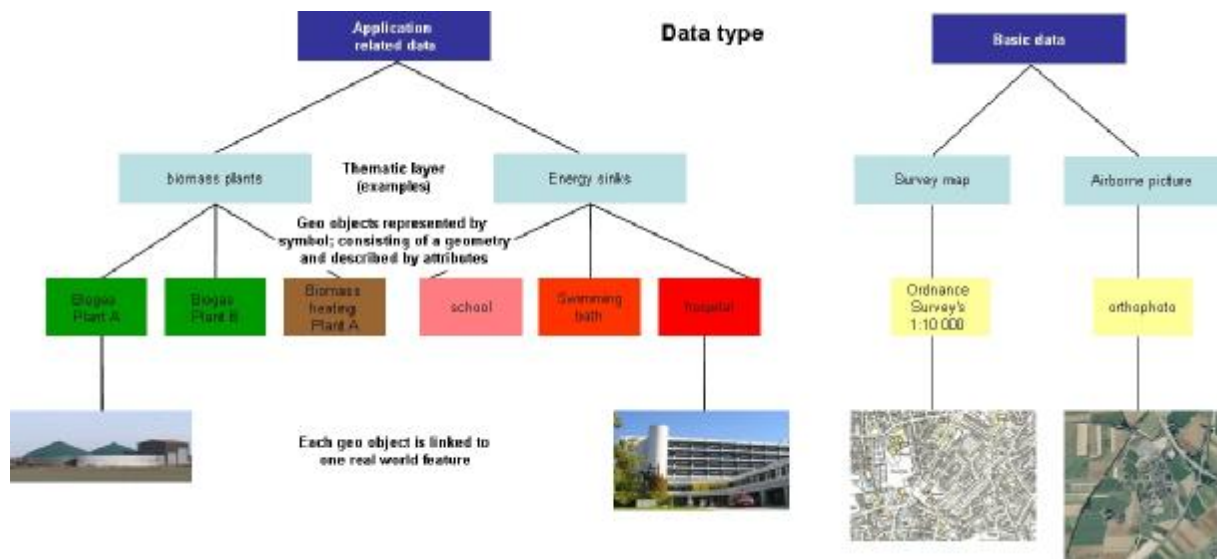 Application
related data
Data type
Basic data
biomass plants
Thematic layer
(examples)
Energy sinks
Survey map
Airborne picture
Geo objects represented by
symbol; consisting of a geometry
and described by attributes
Biogas
Plant A
Biogas
Plant B
Biomass
heating
Plant A
school
Swimming
bath
hospital
Ordnance
Survey's
1:10 000
orthophoto
Each geo object is linked to
one real world feature